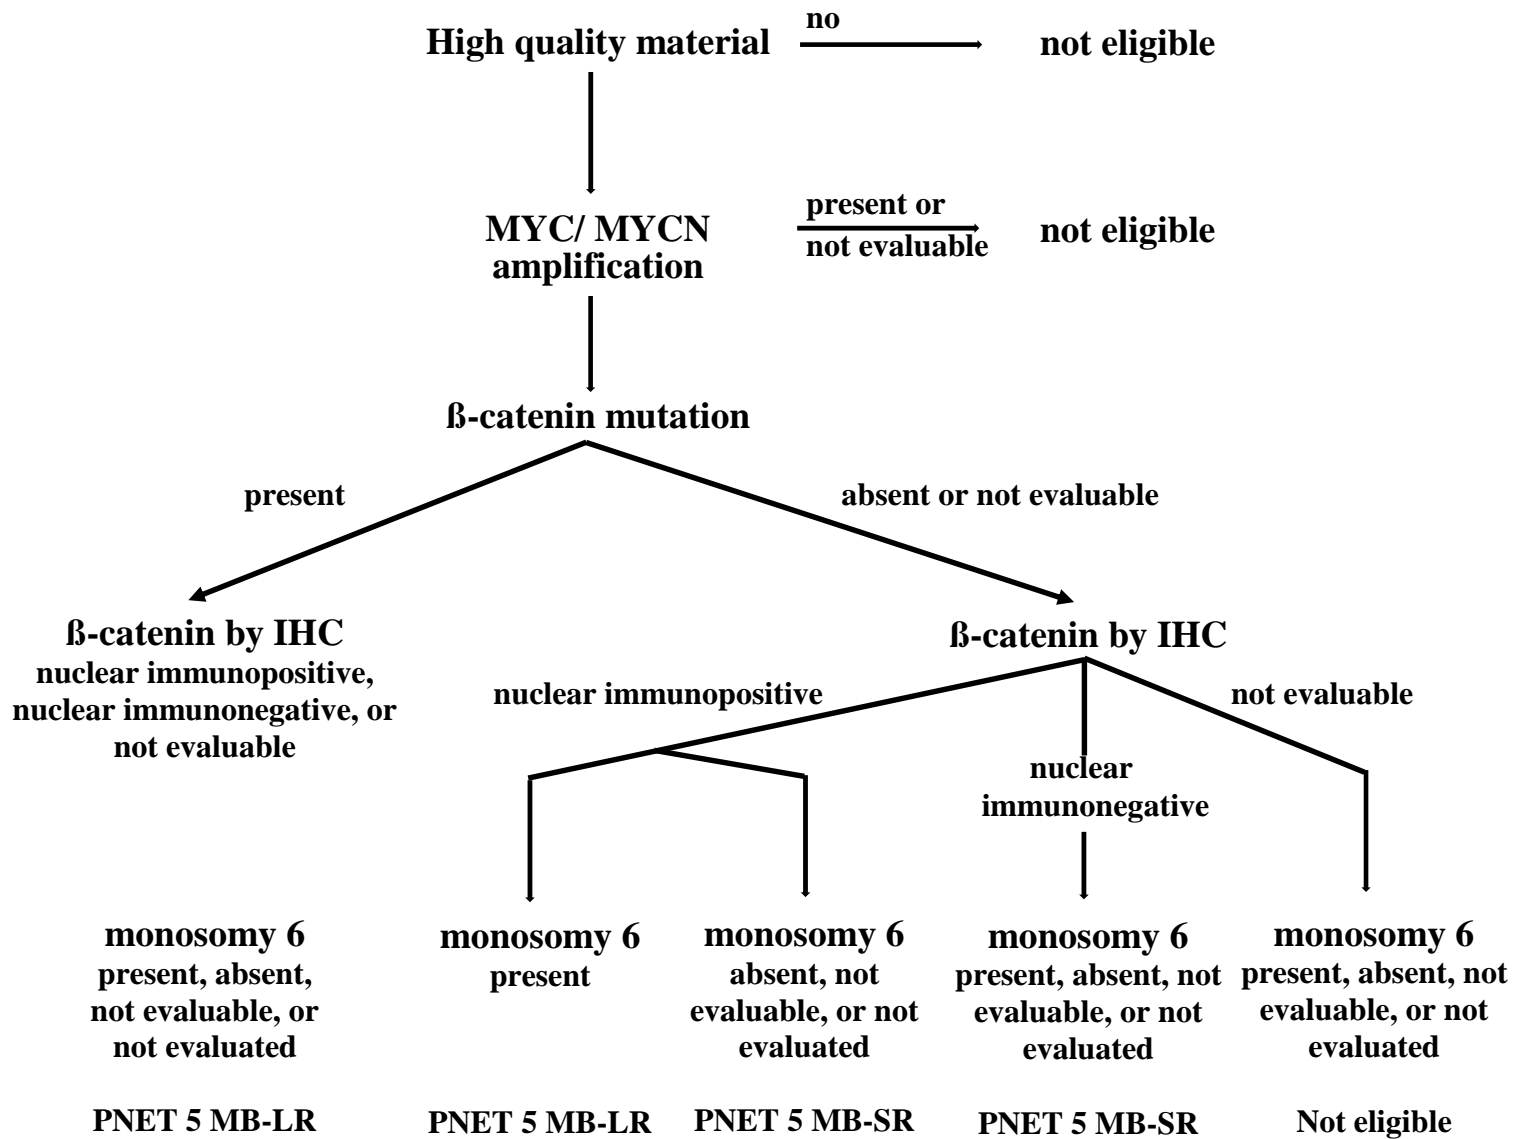 High quality material
no
not eligible
MYC/ MYCN
amplification
present or
not evaluable
not eligible
ß-catenin mutation
present
absent or not evaluable
ß-catenin by IHC
nuclear immunopositive,
nuclear immunonegative, or
not evaluable
ß-catenin by IHC
nuclear immunopositive
not evaluable
nuclear
immunonegative
monosomy 6
present, absent,
not evaluable, or
not evaluated
monosomy 6
present
monosomy 6
absent, not
evaluable, or not
evaluated
monosomy 6
present, absent, not
evaluable, or not
evaluated
monosomy 6
present, absent, not
evaluable, or not
evaluated
PNET 5 MB-LR
PNET 5 MB-LR
PNET 5 MB-SR
PNET 5 MB-SR
Not eligible